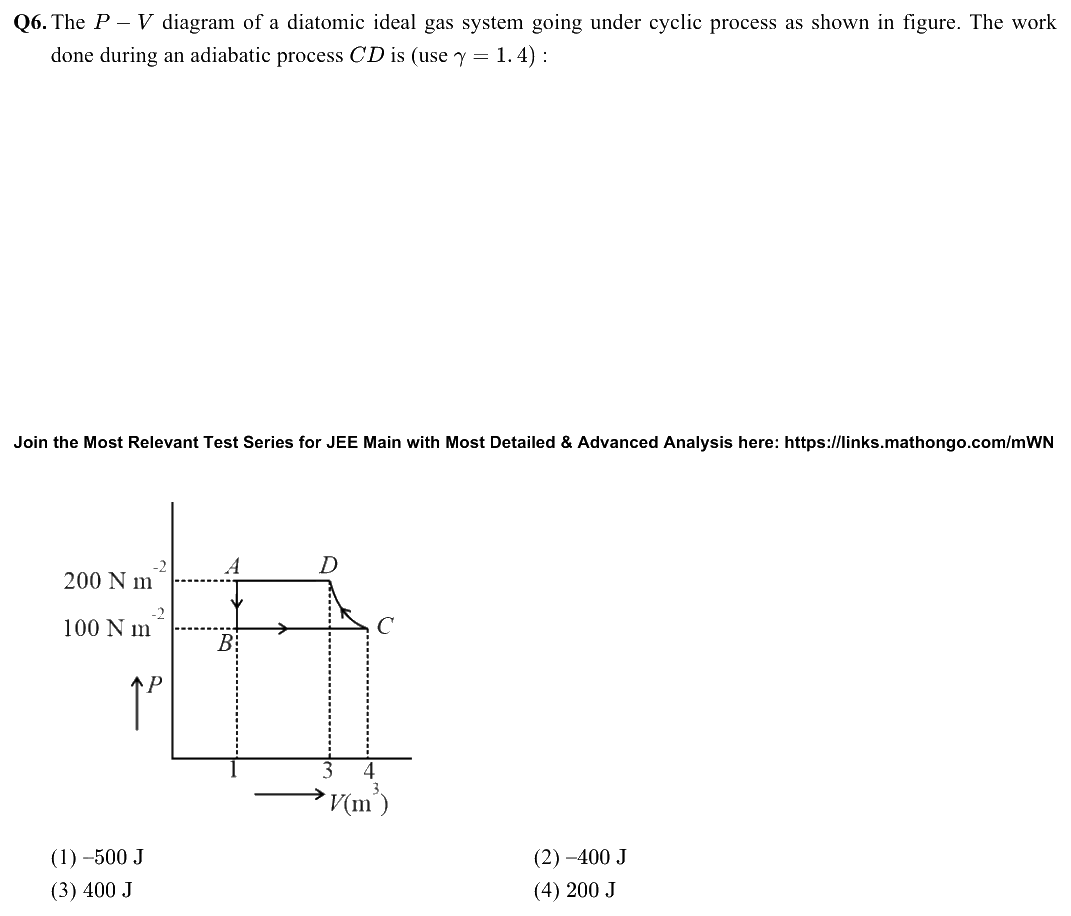 Q6. The P − V diagram of a diatomic ideal gas system going under cyclic process as shown in figure. The work
done during an adiabatic process CD is (use γ = 1.4) :
Join the Most Relevant Test Series for JEE Main with Most Detailed & Advanced Analysis here: https://links.mathongo.com/mWN
A D
200 N m⁻²
100 N m⁻² C
B
P
1 3 4
V(m³)
(1) –500 J (2) –400 J
(3) 400 J (4) 200 J